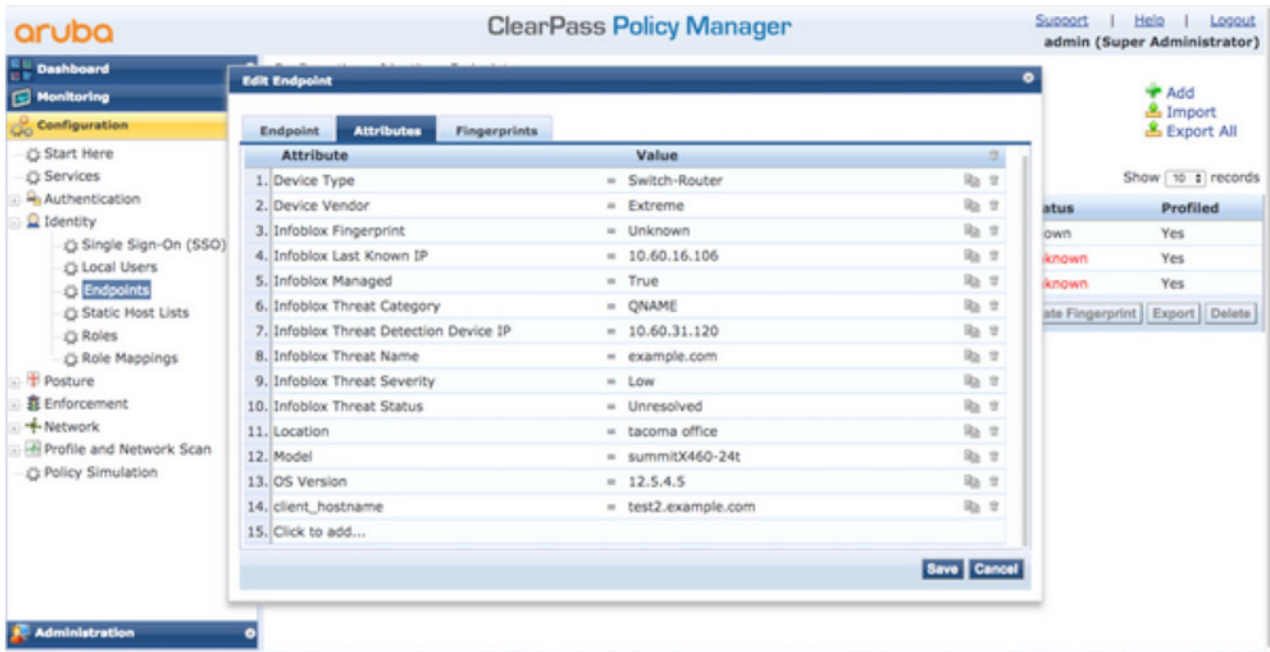 aruba
ClearPass Policy Manager
Support | Help | Logout
admin (Super Administrator)
Dashboard
Monitoring
Configuration
Start Here
Services
Authentication
Identity
Single Sign-On (SSO)
Local Users
Endpoints
Static Host Lists
Roles
Role Mappings
Posture
Enforcement
Network
Profile and Network Scan
Policy Simulation
Administration
Edit Endpoint
Endpoint Attributes Fingerprints
Attribute Value
1. Device Type = Switch-Router
2. Device Vendor = Extreme
3. Infoblox Fingerprint = Unknown
4. Infoblox Last Known IP = 10.60.16.106
5. Infoblox Managed = True
6. Infoblox Threat Category = QNAME
7. Infoblox Threat Detection Device IP = 10.60.31.120
8. Infoblox Threat Name = example.com
9. Infoblox Threat Severity = Low
10. Infoblox Threat Status = Unresolved
11. Location = tacoma office
12. Model = summitX460-24t
13. OS Version = 12.5.4.5
14. client_hostname = test2.example.com
15. Click to add...
Save Cancel
Add
Import
Export All
Show 10 records
atus Profiled
own Yes
known Yes
known Yes
ate Fingerprint Export Delete